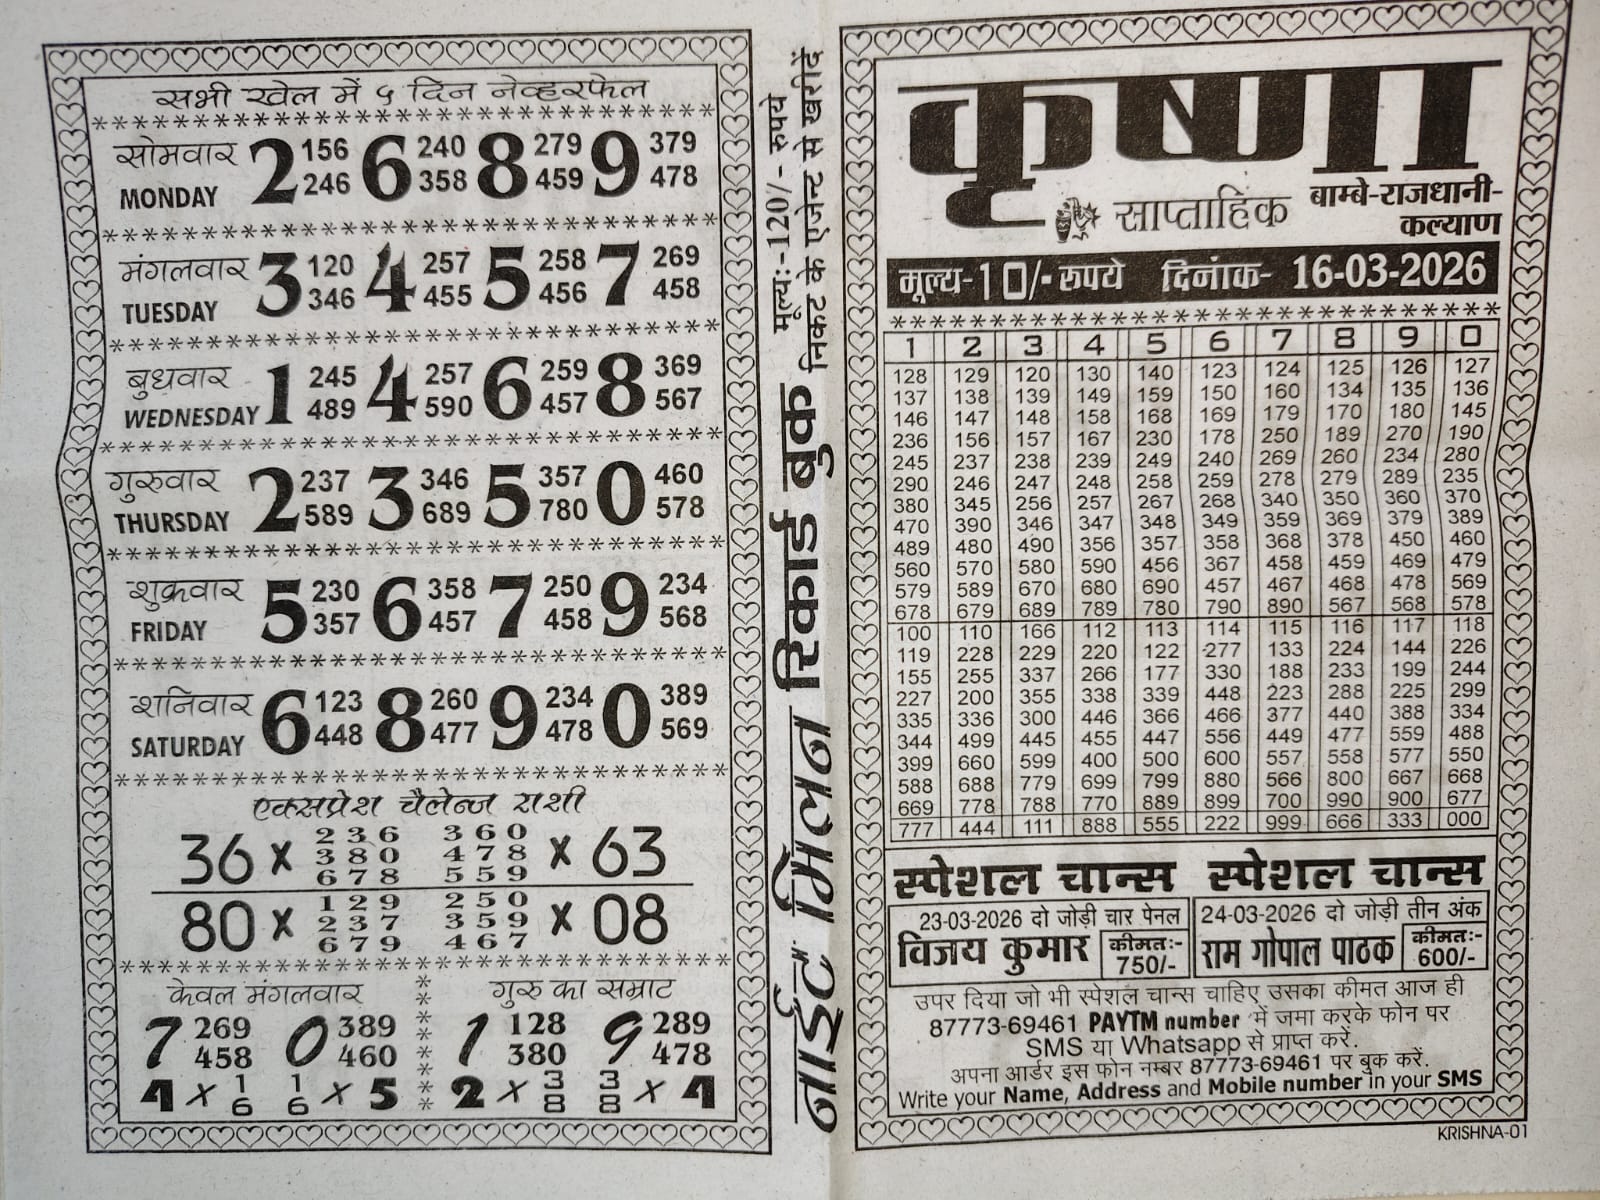 सभी खेल में ५ दिन नेव्हरफेल
सोमवार MONDAY 2 156 246 6 240 358 8 279 459 9 379 478
मंगलवार TUESDAY 3 120 346 4 257 455 5 258 456 7 269 458
बुधवार WEDNESDAY 1 245 489 4 257 590 6 259 457 8 369 567
गुरुवार THURSDAY 2 237 589 3 346 689 5 357 780 0 460 578
शुक्रवार FRIDAY 5 230 357 6 358 457 7 250 458 9 234 568
शनिवार SATURDAY 6 123 448 8 260 477 9 234 478 0 389 569
एक्सप्रेश चैलेन्ज राशी
36 x 236 380 678 360 478 559 x 63
80 x 129 237 679 250 359 467 x 08
केवल मंगलवार
7 269 458 0 389 460
4 x 1 6 1 6 x 5
गुरु का सम्राट
1 128 380 9 289 478
2 x 3 8 3 8 x 4
नाईट मिलन रिकार्ड बुक
मूल्य:-120/- रुपये
निकट के एजेन्ट से खरीदें
कृष्णा
साप्ताहिक
बाम्बे-राजधानी-
कल्याण
मूल्य-10/- रुपये दिनांक- 16-03-2026
1 2 3 4 5 6 7 8 9 0
128 129 120 130 140 123 124 125 126 127
137 138 139 149 159 150 160 134 135 136
146 147 148 158 168 169 179 170 180 145
236 156 157 167 230 178 250 189 270 190
245 237 238 239 249 240 269 260 234 280
290 246 247 248 258 259 278 279 289 235
380 345 256 257 267 268 340 350 360 370
470 390 346 347 348 349 359 369 379 389
489 480 490 356 357 358 368 378 450 460
560 570 580 590 456 367 458 459 469 479
579 589 670 680 690 457 467 468 478 569
678 679 689 789 780 790 890 567 568 578
100 110 166 112 113 114 115 116 117 118
119 228 229 220 122 277 133 224 144 226
155 255 337 266 177 330 188 233 199 244
227 200 355 338 339 448 223 288 225 299
335 336 300 446 366 466 377 440 388 334
344 499 445 455 447 556 449 477 559 488
399 660 599 400 500 600 557 558 577 550
588 688 779 699 799 880 566 800 667 668
669 778 788 770 889 899 700 990 900 677
777 444 111 888 555 222 999 666 333 000
स्पेशल चान्स स्पेशल चान्स
23-03-2026 दो जोड़ी चार पेनल
विजय कुमार
कीमत:-
750/-
24-03-2026 दो जोड़ी तीन अंक
राम गोपाल पाठक
कीमत:-
600/-
उपर दिया जो भी स्पेशल चान्स चाहिए उसका कीमत आज ही
87773-69461 PAYTM number में जमा करके फोन पर
SMS या Whatsapp से प्राप्त करें.
अपना आर्डर इस फोन नम्बर 87773-69461 पर बुक करें.
Write your Name, Address and Mobile number in your SMS
KRISHNA-01